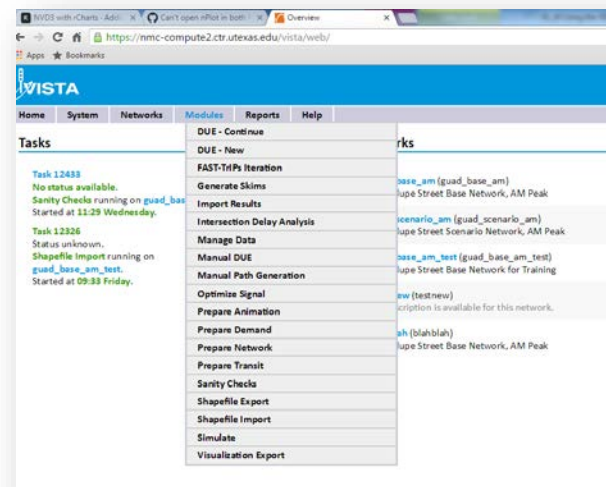 NVD3 with rCharts - Add
Can't open nPlot in both
Overview
https://nmc-compute2.ctr.utexas.edu/vista/web/
Apps Bookmarks
VISTA
Home System Networks Modules Reports Help
Tasks
Task 12433
No status available.
Sanity Checks running on guad_bas
Started at 11:29 Wednesday.
Task 12326
Status unknown.
Shapefile Import running on
guad_base_am_test.
Started at 09:33 Friday.
DUE - Continue
DUE - New
FAST-TrIPs Iteration
Generate Skims
Import Results
Intersection Delay Analysis
Manage Data
Manual DUE
Manual Path Generation
Optimize Signal
Prepare Animation
Prepare Demand
Prepare Network
Prepare Transit
Sanity Checks
Shapefile Export
Shapefile Import
Simulate
Visualization Export
rks
base_am (guad_base_am)
lupe Street Base Network, AM Peak
scenario_am (guad_scenario_am)
lupe Street Scenario Network, AM Peak
base_am_test (guad_base_am_test)
lupe Street Base Network for Training
ew (testnew)
cription is available for this network.
ah (blahblah)
lupe Street Base Network, AM Peak